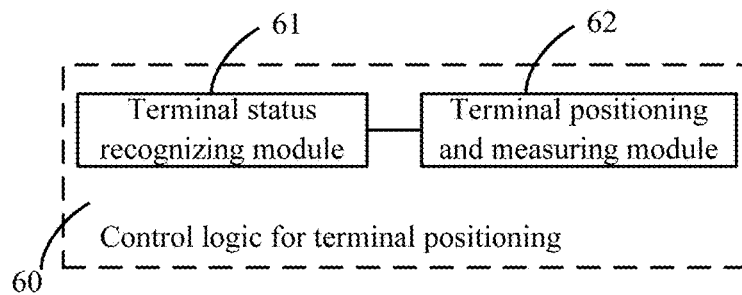 61
62
Terminal status
recognizing module
Terminal positioning
and measuring module
Control logic for terminal positioning
60